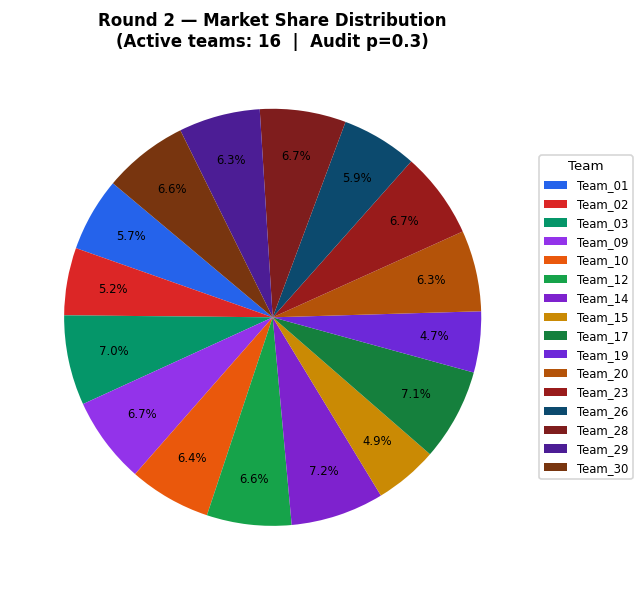 Round 2 — Market Share Distribution
(Active teams: 16 | Audit p=0.3)
5.7%
5.2%
7.0%
6.7%
6.4%
6.6%
7.2%
4.9%
7.1%
4.7%
6.3%
6.7%
5.9%
6.7%
6.3%
6.6%
Team
Team_01
Team_02
Team_03
Team_09
Team_10
Team_12
Team_14
Team_15
Team_17
Team_19
Team_20
Team_23
Team_26
Team_28
Team_29
Team_30